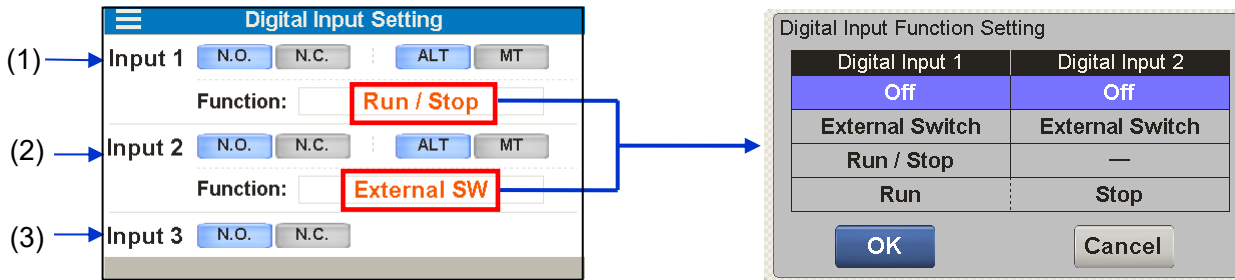 Digital Input Setting
(1) Input 1 N.O. N.C. ALT MT
Function: Run / Stop
(2) Input 2 N.O. N.C. ALT MT
Function: External SW
(3) Input 3 N.O. N.C.
Digital Input Function Setting
Digital Input 1 Digital Input 2
Off Off
External Switch External Switch
Run / Stop —
Run Stop
OK Cancel